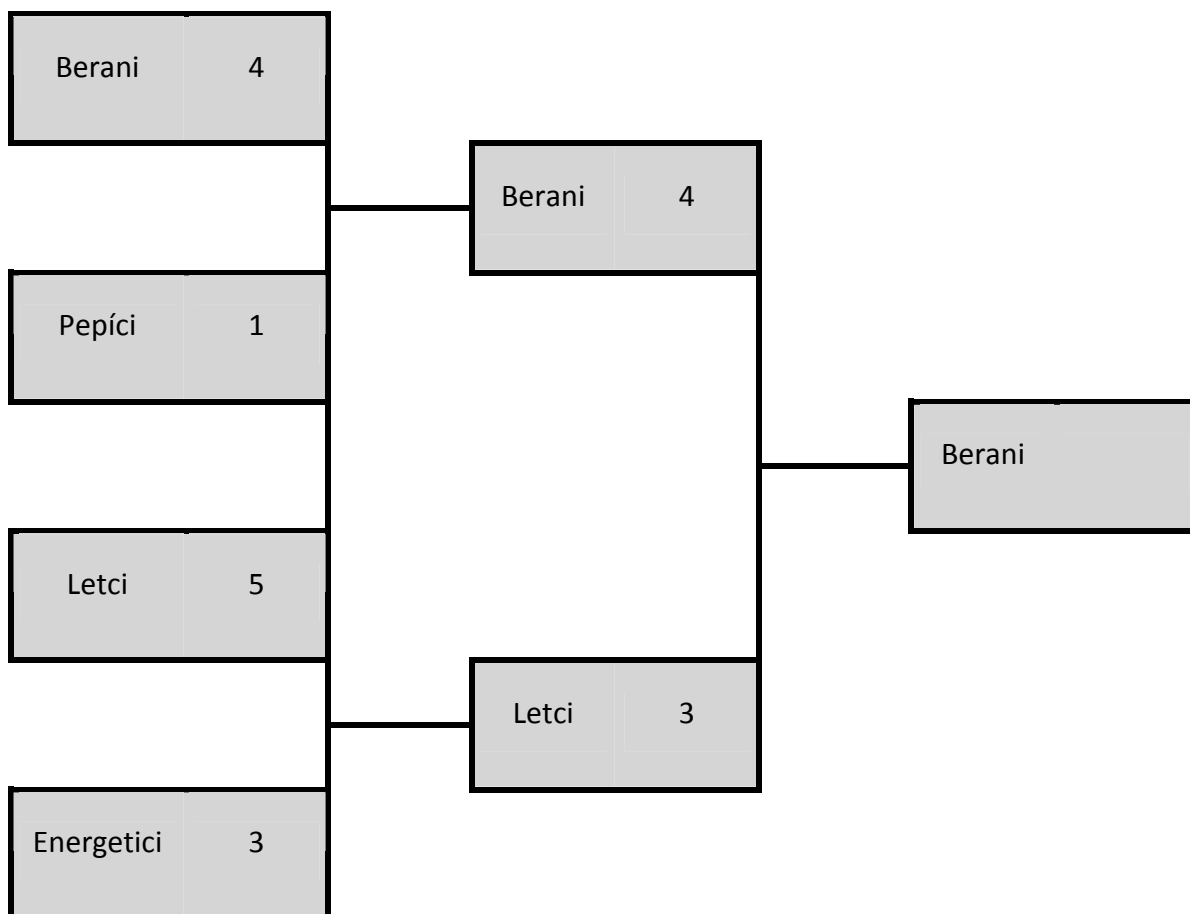 Berani 4
Berani 4
Pepíci 1
Berani
Letci 5
Letci 3
Energetici 3